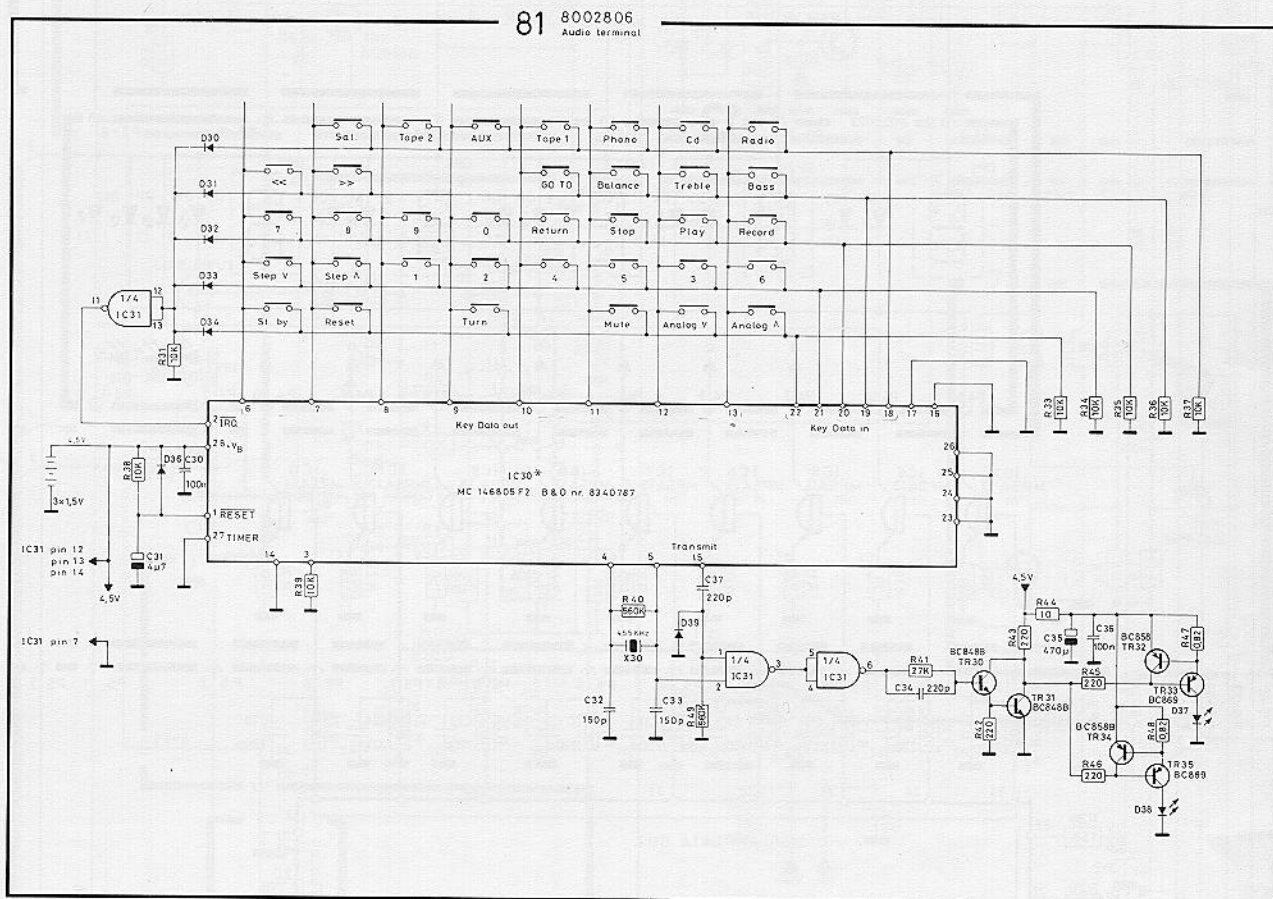 81 8002806
Audio terminal
D30 Sat. Tape 2 AUX Tape 1 Phono Cd Radio
D31 << >> GO TO Balance Treble Bass
D32 7 8 9 0 Return Stop Play Record
D33 Step V Step Λ 1 2 4 5 3 6
11 1/4 IC31 12 13
D34 St. by Reset Turn Mute Analog V Analog Λ
R31 10K
R33 10K
R34 10K
R35 10K
R36 10K
R37 10K
6 7 8 9 10 11 12 13 22 21 20 19 18 17 16
2 IRQ
Key Data out
Key Data in
4,5V
28 +VB
R38 10K
D36
C30 100n
3x1,5V
IC30*
MC 146805F2 B&O nr. 8340787
26
25
24
23
1 RESET
27 TIMER
IC31 pin 12
pin 13
pin 14
C31 4µ7
4,5V
14 3
R39 10K
Transmit
4 5 15
C37 220p
R40 560K
455KHz
X30
D39
IC31 pin 7
C32 150p
C33 150p
R49 560K
1 2 1/4 IC31 3
5 4 1/4 IC31 6
R41 27K
C34 220p
BC848B
TR30
R42 220
4,5V
R43 220
R44 10
C35 470µ
C36 100n
BC858
TR32
R47 0,82
TR31
BC848B
R45 220
TR33
BC869
D37
BC858B
TR34
R48 0,82
R46 220
TR35
BC869
D38